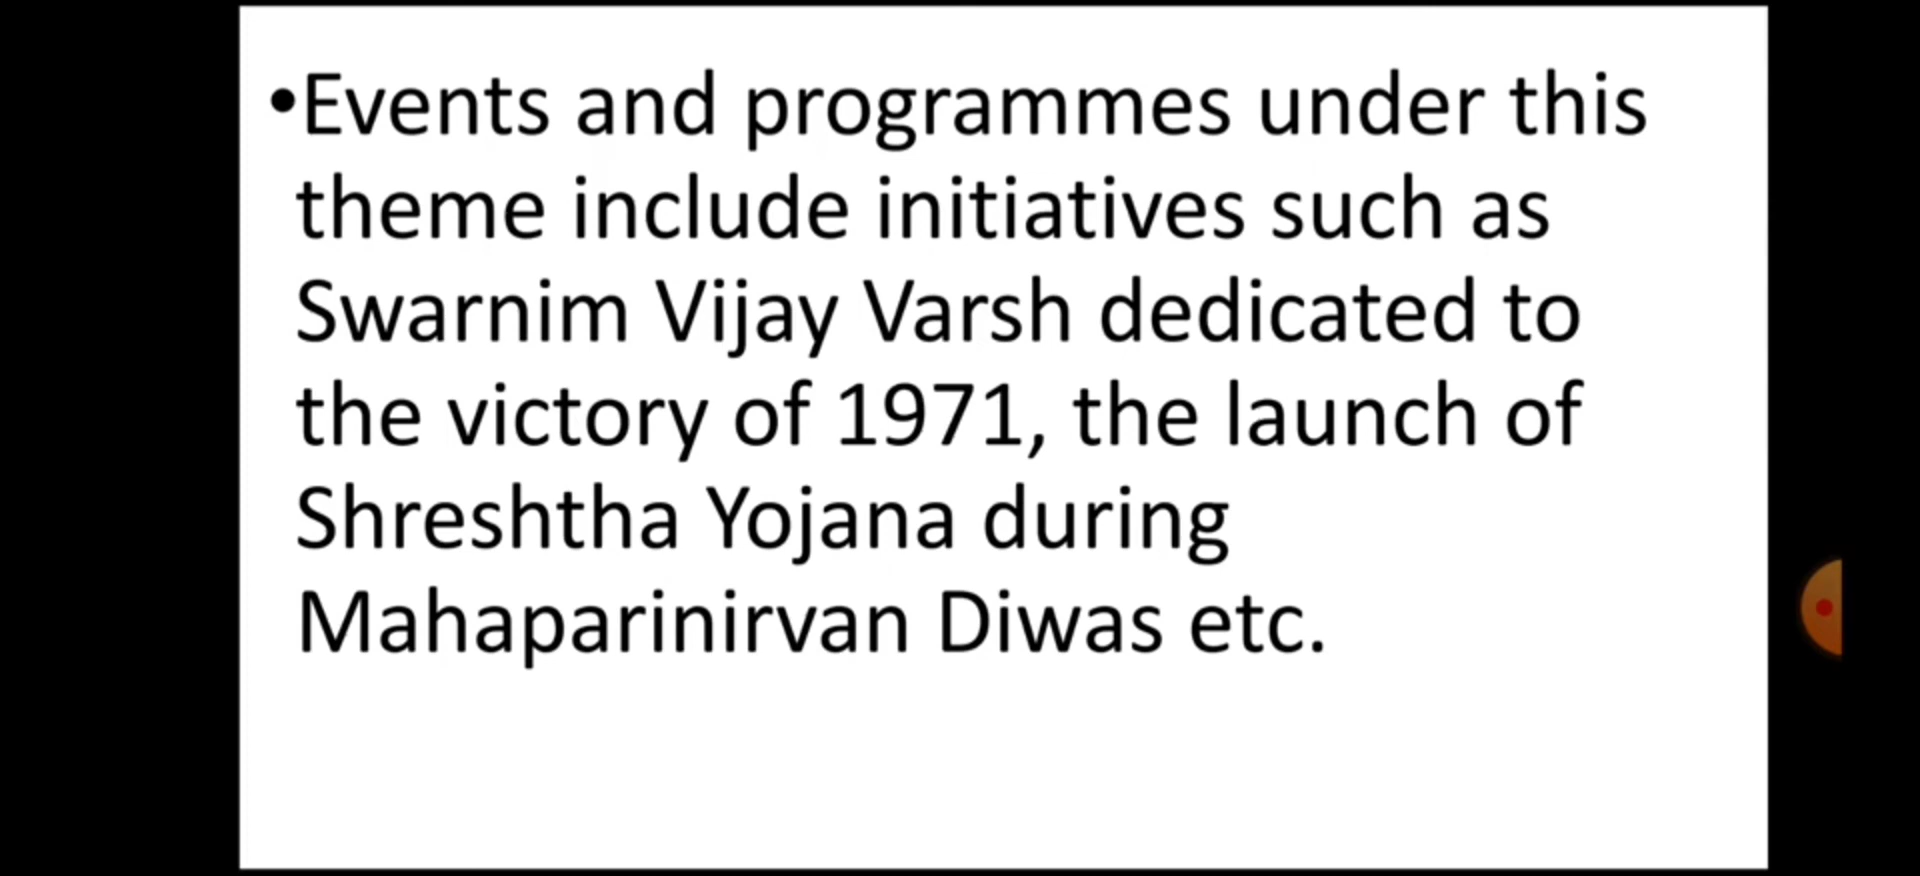 •Events and programmes under this
theme include initiatives such as
Swarnim Vijay Varsh dedicated to
the victory of 1971, the launch of
Shreshtha Yojana during
Mahaparinirvan Diwas etc.